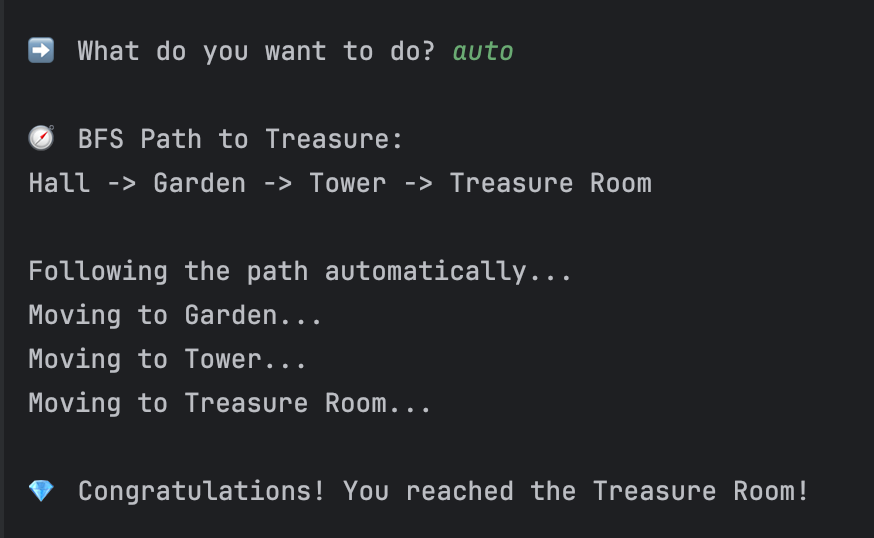 ➡️ What do you want to do? auto
🧭 BFS Path to Treasure:
Hall -> Garden -> Tower -> Treasure Room
Following the path automatically...
Moving to Garden...
Moving to Tower...
Moving to Treasure Room...
💎 Congratulations! You reached the Treasure Room!